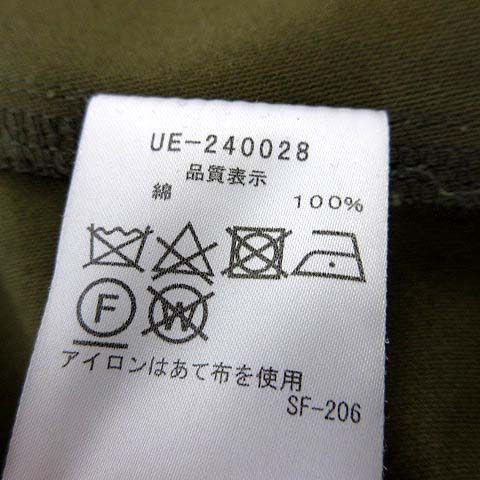 UE-240028
品質表示
綿 100%
F W
アイロンはあて布を使用
SF-206